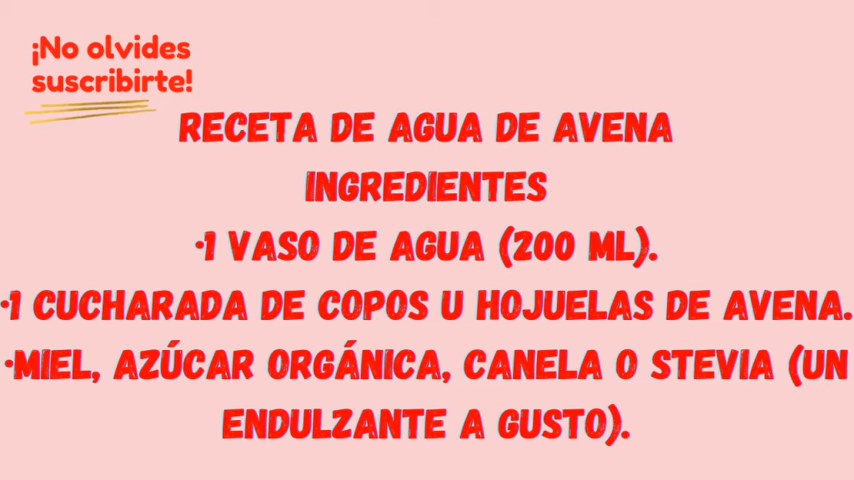 ¡No olvides
suscribirte!
RECETA DE AGUA DE AVENA
INGREDIENTES
·1 VASO DE AGUA (200 ML).
·1 CUCHARADA DE COPOS U HOJUELAS DE AVENA.
·MIEL, AZÚCAR ORGÁNICA, CANELA O STEVIA (UN
ENDULZANTE A GUSTO).